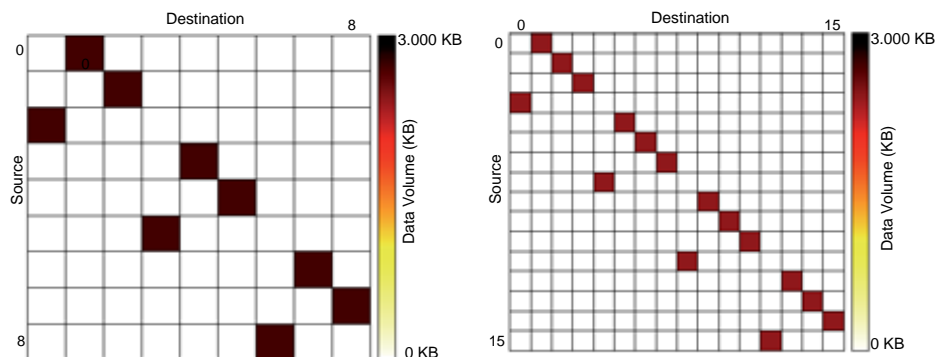 Destination
8
0
0
3.000 KB
Source
Data Volume (KB)
8
0 KB
Destination
0
15
0
3.000 KB
Source
Data Volume (KB)
15
0 KB